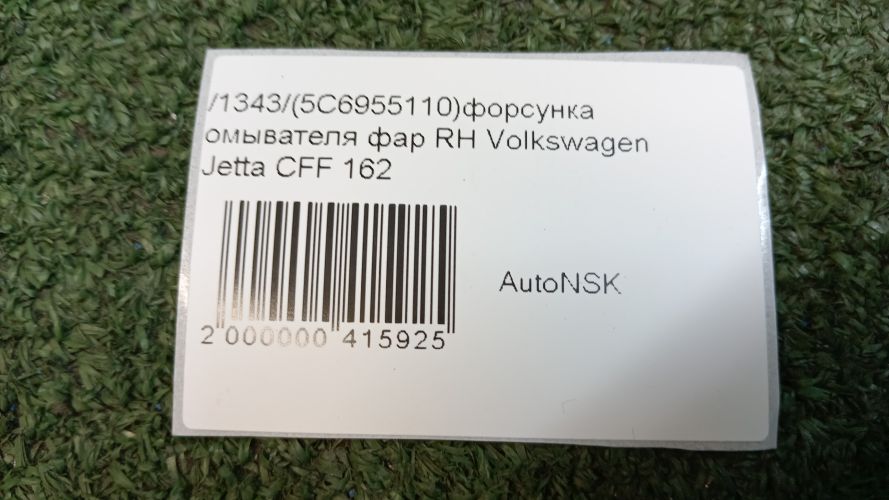 /1343/(5C6955110)форсунка
омывателя фар RH Volkswagen
Jetta CFF 162
AutoNSK
2 000000 415925